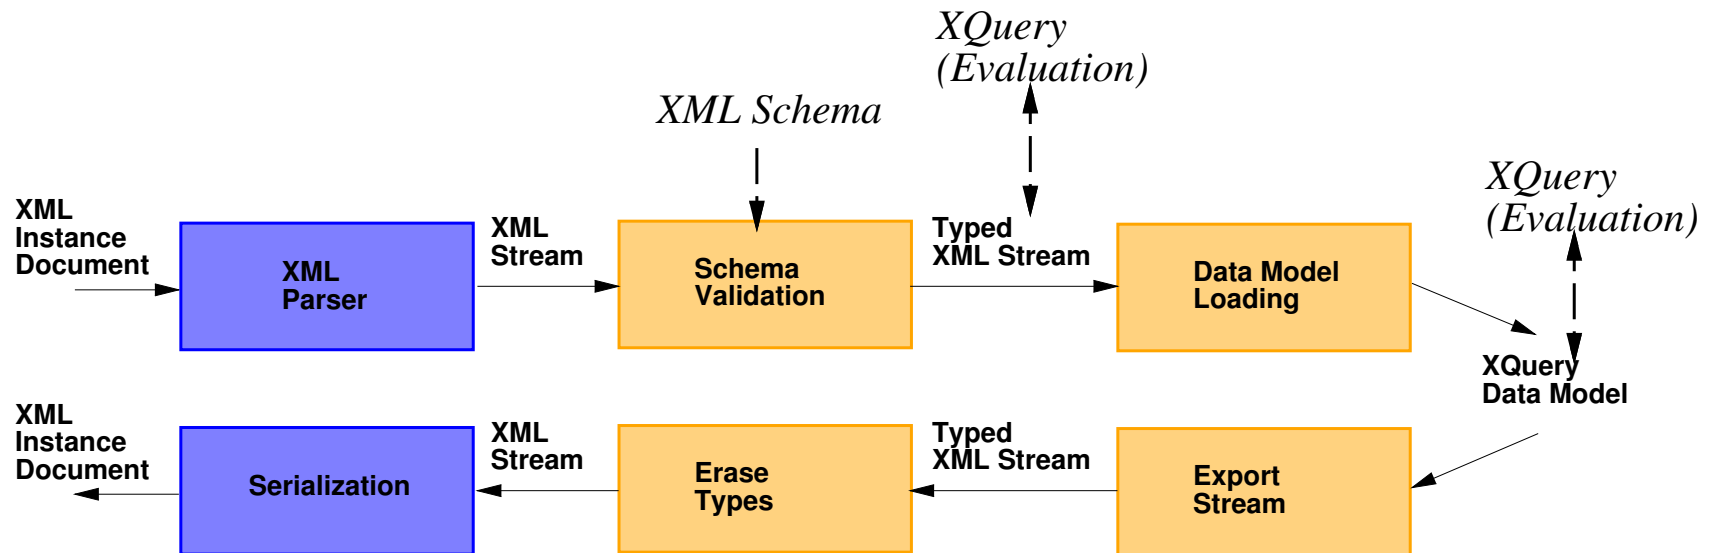 XQuery
(Evaluation)
XML Schema
XQuery
(Evaluation)
XML
Instance
Document
XML
Parser
XML
Stream
Schema
Validation
Typed
XML Stream
Data Model
Loading
XQuery
Data Model
XML
Instance
Document
Serialization
XML
Stream
Erase
Types
Typed
XML Stream
Export
Stream